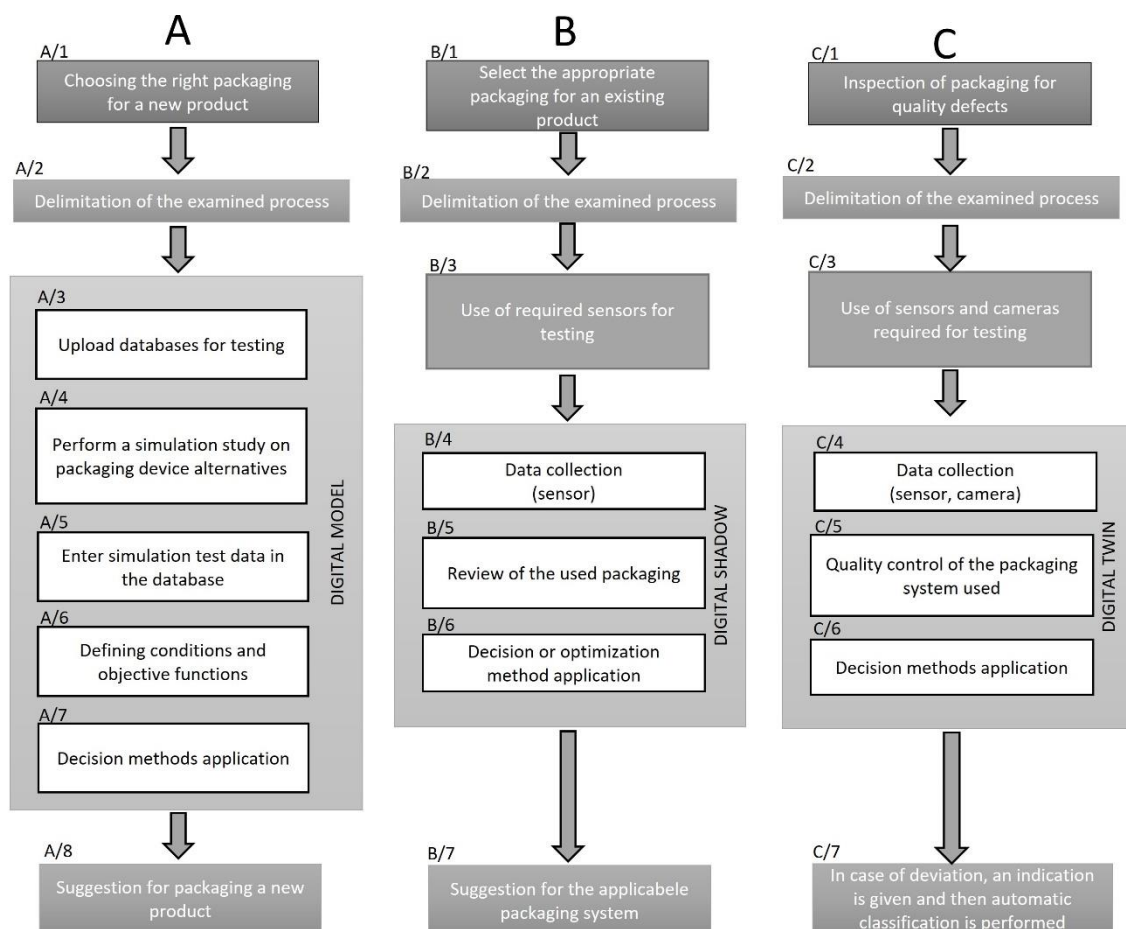 A
A/1
Choosing the right packaging
for a new product
A/2
Delimitation of the examined process
A/3
Upload databases for testing
A/4
Perform a simulation study on
packaging device alternatives
A/5
Enter simulation test data in
the database
A/6
Defining conditions and
objective functions
A/7
Decision methods application
DIGITAL MODEL
A/8
Suggestion for packaging a new
product
B
B/1
Select the appropriate
packaging for an existing
product
B/2
Delimitation of the examined process
B/3
Use of required sensors for
testing
B/4
Data collection
(sensor)
B/5
Review of the used packaging
B/6
Decision or optimization
method application
DIGITAL SHADOW
B/7
Suggestion for the applicabele
packaging system
C
C/1
Inspection of packaging for
quality defects
C/2
Delimitation of the examined process
C/3
Use of sensors and cameras
required for testing
C/4
Data collection
(sensor, camera)
C/5
Quality control of the packaging
system used
C/6
Decision methods application
DIGITAL TWIN
C/7
In case of deviation, an indication
is given and then automatic
classification is performed